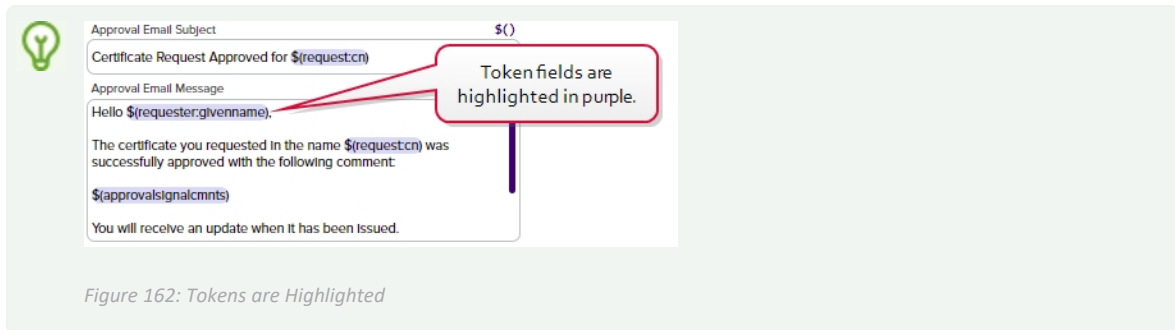 Approval Email Subject
$()
Certificate Request Approved for $(request:cn)
Token fields are
highlighted in purple.
Approval Email Message
Hello $(requester:givenname),
The certificate you requested in the name $(request:cn) was
successfully approved with the following comment:
$(approvalsignalcmnts)
You will receive an update when it has been issued.
Figure 162: Tokens are Highlighted